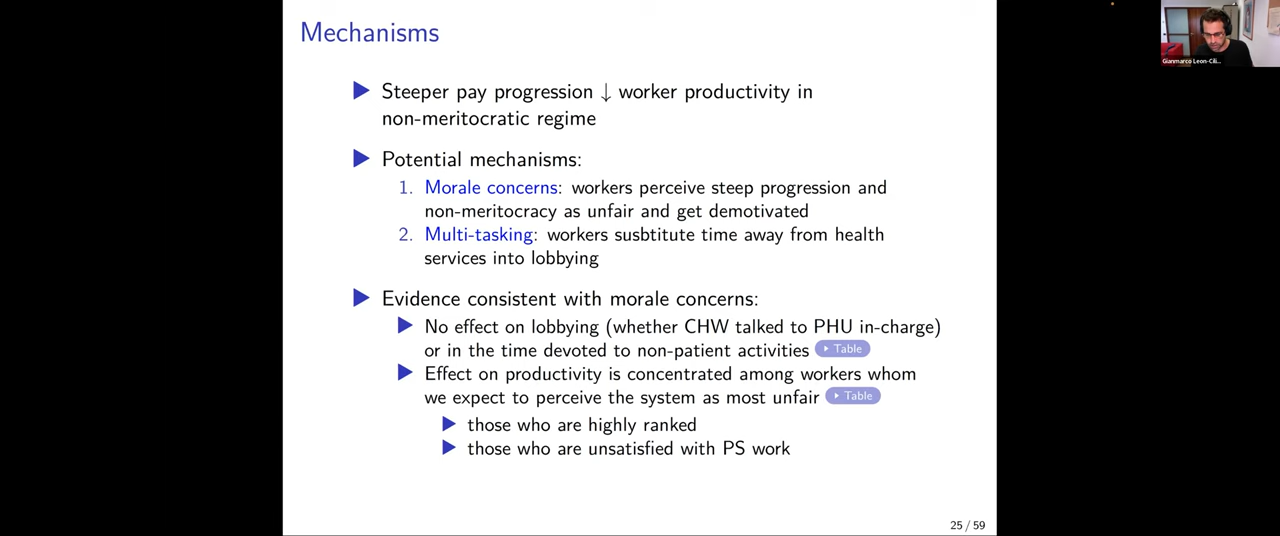 Mechanisms
▶ Steeper pay progression ↓ worker productivity in
non-meritocratic regime
▶ Potential mechanisms:
1. Morale concerns: workers perceive steep progression and
non-meritocracy as unfair and get demotivated
2. Multi-tasking: workers susbtitute time away from health
services into lobbying
▶ Evidence consistent with morale concerns:
▶ No effect on lobbying (whether CHW talked to PHU in-charge)
or in the time devoted to non-patient activities ▶ Table
▶ Effect on productivity is concentrated among workers whom
we expect to perceive the system as most unfair ▶ Table
▶ those who are highly ranked
▶ those who are unsatisfied with PS work
25 / 59
Gianmarco Leon-Cili...